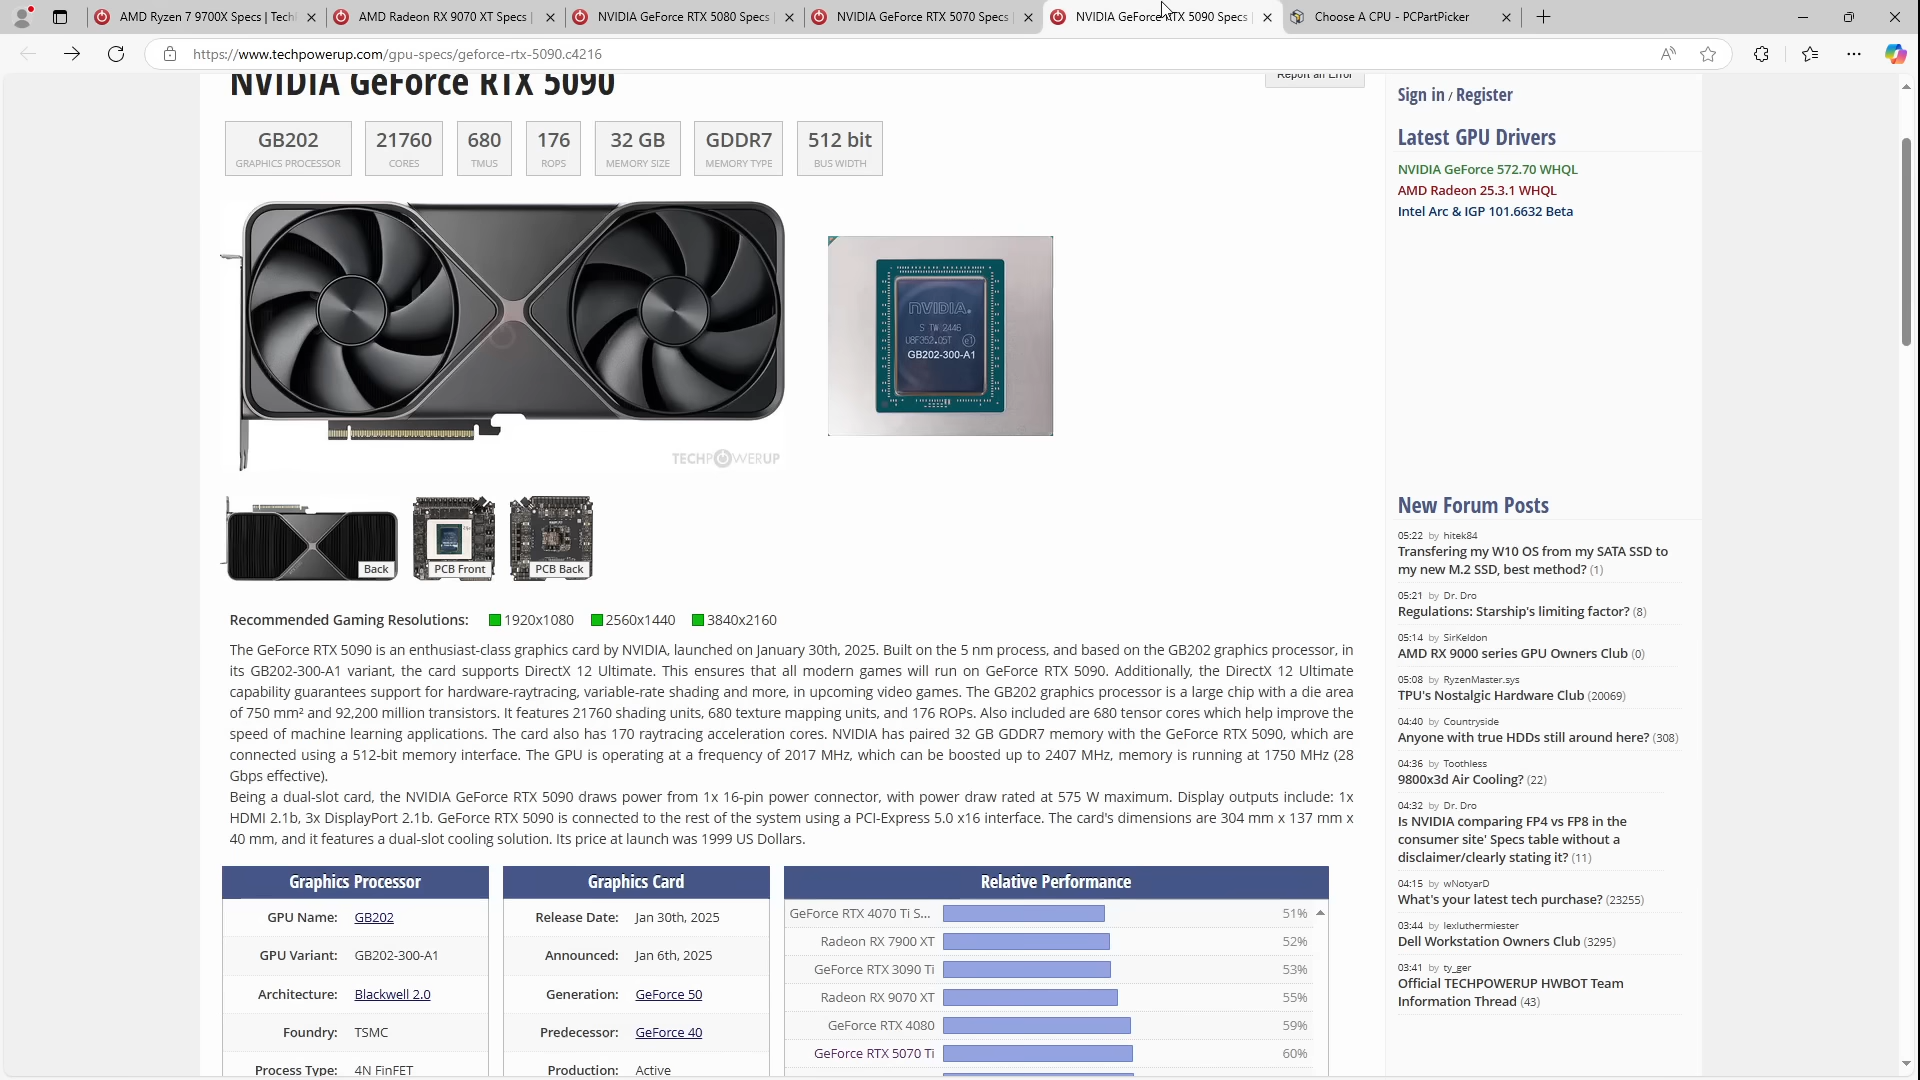 AMD Ryzen 7 9700X Specs | Tech
AMD Radeon RX 9070 XT Specs
NVIDIA GeForce RTX 5080 Specs
NVIDIA GeForce RTX 5070 Specs
NVIDIA GeForce RTX 5090 Specs
Choose A CPU - PCPartPicker
https://www.techpowerup.com/gpu-specs/geforce-rtx-5090.c4216
NVIDIA GeForce RTX 5090
Report an Error
GB202
GRAPHICS PROCESSOR
21760
CORES
680
TMUS
176
ROPS
32 GB
MEMORY SIZE
GDDR7
MEMORY TYPE
512 bit
BUS WIDTH
NVIDIA.
S TW 2446
U8F352.05T e1
GB202-300-A1
TECHPOWERUP
Back
PCB Front
PCB Back
Recommended Gaming Resolutions: 1920x1080 2560x1440 3840x2160
The GeForce RTX 5090 is an enthusiast-class graphics card by NVIDIA, launched on January 30th, 2025. Built on the 5 nm process, and based on the GB202 graphics processor, in
its GB202-300-A1 variant, the card supports DirectX 12 Ultimate. This ensures that all modern games will run on GeForce RTX 5090. Additionally, the DirectX 12 Ultimate
capability guarantees support for hardware-raytracing, variable-rate shading and more, in upcoming video games. The GB202 graphics processor is a large chip with a die area
of 750 mm² and 92,200 million transistors. It features 21760 shading units, 680 texture mapping units, and 176 ROPs. Also included are 680 tensor cores which help improve the
speed of machine learning applications. The card also has 170 raytracing acceleration cores. NVIDIA has paired 32 GB GDDR7 memory with the GeForce RTX 5090, which are
connected using a 512-bit memory interface. The GPU is operating at a frequency of 2017 MHz, which can be boosted up to 2407 MHz, memory is running at 1750 MHz (28
Gbps effective).
Being a dual-slot card, the NVIDIA GeForce RTX 5090 draws power from 1x 16-pin power connector, with power draw rated at 575 W maximum. Display outputs include: 1x
HDMI 2.1b, 3x DisplayPort 2.1b. GeForce RTX 5090 is connected to the rest of the system using a PCI-Express 5.0 x16 interface. The card's dimensions are 304 mm x 137 mm x
40 mm, and it features a dual-slot cooling solution. Its price at launch was 1999 US Dollars.
Graphics Processor
GPU Name: GB202
GPU Variant: GB202-300-A1
Architecture: Blackwell 2.0
Foundry: TSMC
Process Type: 4N FinFET
Graphics Card
Release Date: Jan 30th, 2025
Announced: Jan 6th, 2025
Generation: GeForce 50
Predecessor: GeForce 40
Production: Active
Relative Performance
GeForce RTX 4070 Ti S... 51%
Radeon RX 7900 XT 52%
GeForce RTX 3090 Ti 53%
Radeon RX 9070 XT 55%
GeForce RTX 4080 59%
GeForce RTX 5070 Ti 60%
Sign in / Register
Latest GPU Drivers
NVIDIA GeForce 572.70 WHQL
AMD Radeon 25.3.1 WHQL
Intel Arc & IGP 101.6632 Beta
New Forum Posts
05:22 by hitek84
Transfering my W10 OS from my SATA SSD to
my new M.2 SSD, best method? (1)
05:21 by Dr. Dro
Regulations: Starship's limiting factor? (8)
05:14 by SirKeldon
AMD RX 9000 series GPU Owners Club (0)
05:08 by RyzenMaster.sys
TPU's Nostalgic Hardware Club (20069)
04:40 by Countryside
Anyone with true HDDs still around here? (308)
04:36 by Toothless
9800x3d Air Cooling? (22)
04:32 by Dr. Dro
Is NVIDIA comparing FP4 vs FP8 in the
consumer site' Specs table without a
disclaimer/clearly stating it? (11)
04:15 by wNotyarD
What's your latest tech purchase? (23255)
03:44 by lexluthermiester
Dell Workstation Owners Club (3295)
03:41 by ty_ger
Official TECHPOWERUP HWBOT Team
Information Thread (43)